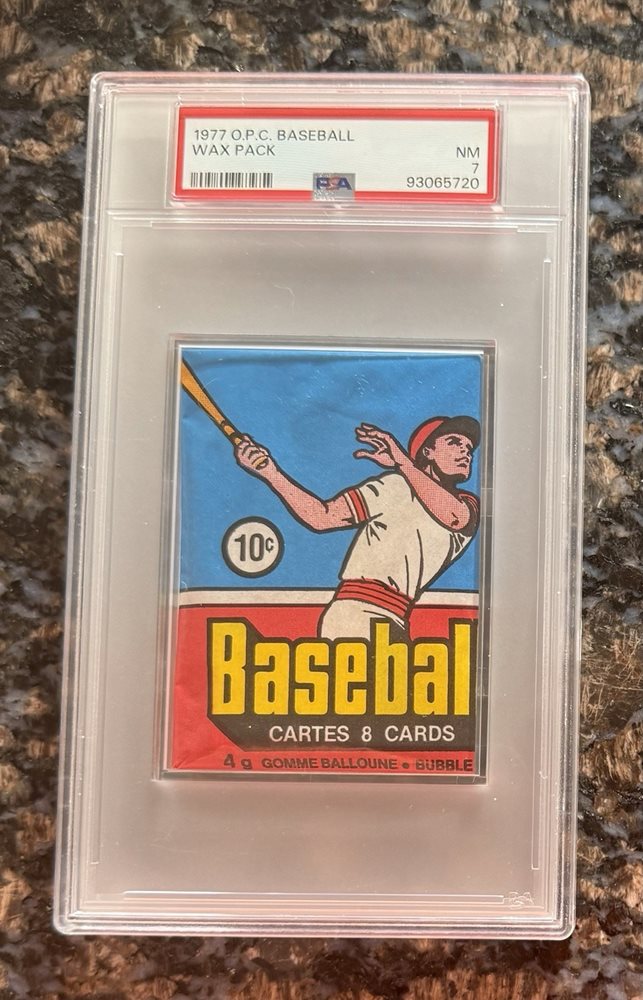 1977 O.P.C. BASEBALL
WAX PACK NM
7
PSA 93065720
10¢
Basebal
CARTES 8 CARDS
4 g GOMME BALLOUNE • BUBBLE